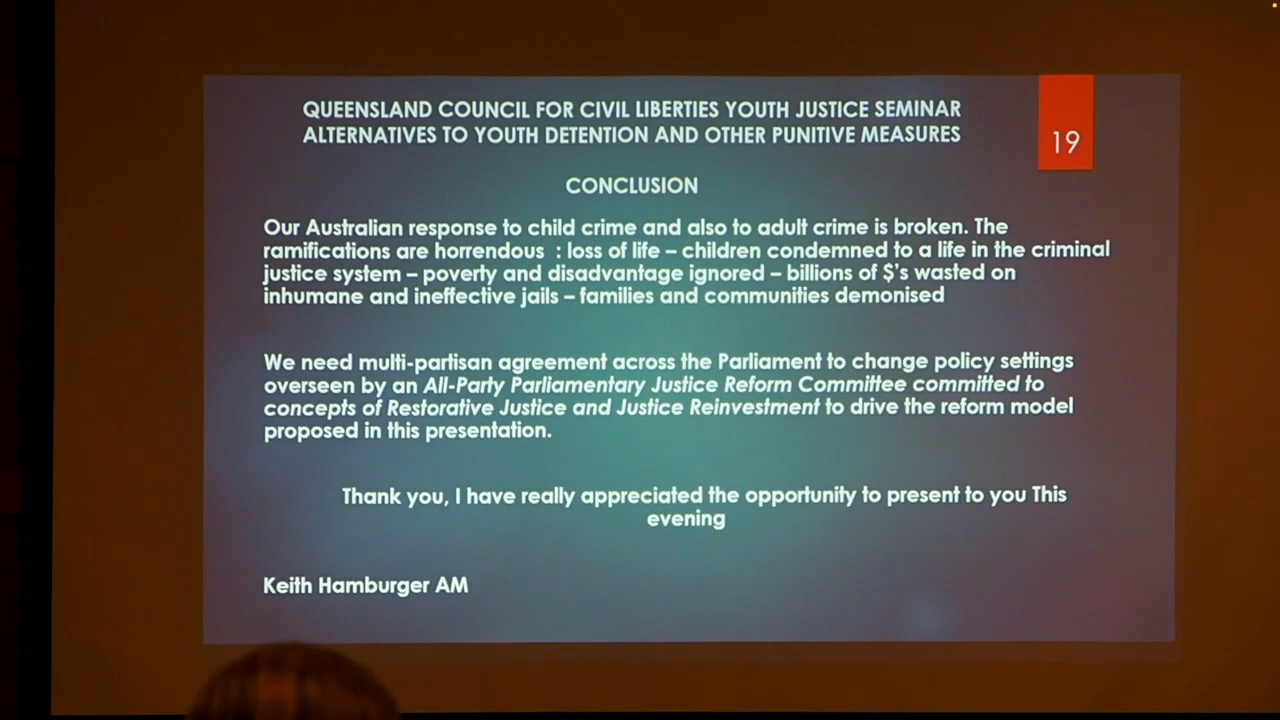 QUEENSLAND COUNCIL FOR CIVIL LIBERTIES YOUTH JUSTICE SEMINAR
ALTERNATIVES TO YOUTH DETENTION AND OTHER PUNITIVE MEASURES
19
CONCLUSION
Our Australian response to child crime and also to adult crime is broken. The
ramifications are horrendous : loss of life – children condemned to a life in the criminal
justice system – poverty and disadvantage ignored – billions of $'s wasted on
inhumane and ineffective jails – families and communities demonised
We need multi-partisan agreement across the Parliament to change policy settings
overseen by an All-Party Parliamentary Justice Reform Committee committed to
concepts of Restorative Justice and Justice Reinvestment to drive the reform model
proposed in this presentation.
Thank you, I have really appreciated the opportunity to present to you This
evening
Keith Hamburger AM